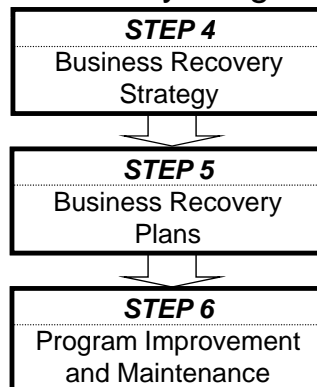 STEP 4
Business Recovery
Strategy
STEP 5
Business Recovery
Plans
STEP 6
Program Improvement
and Maintenance